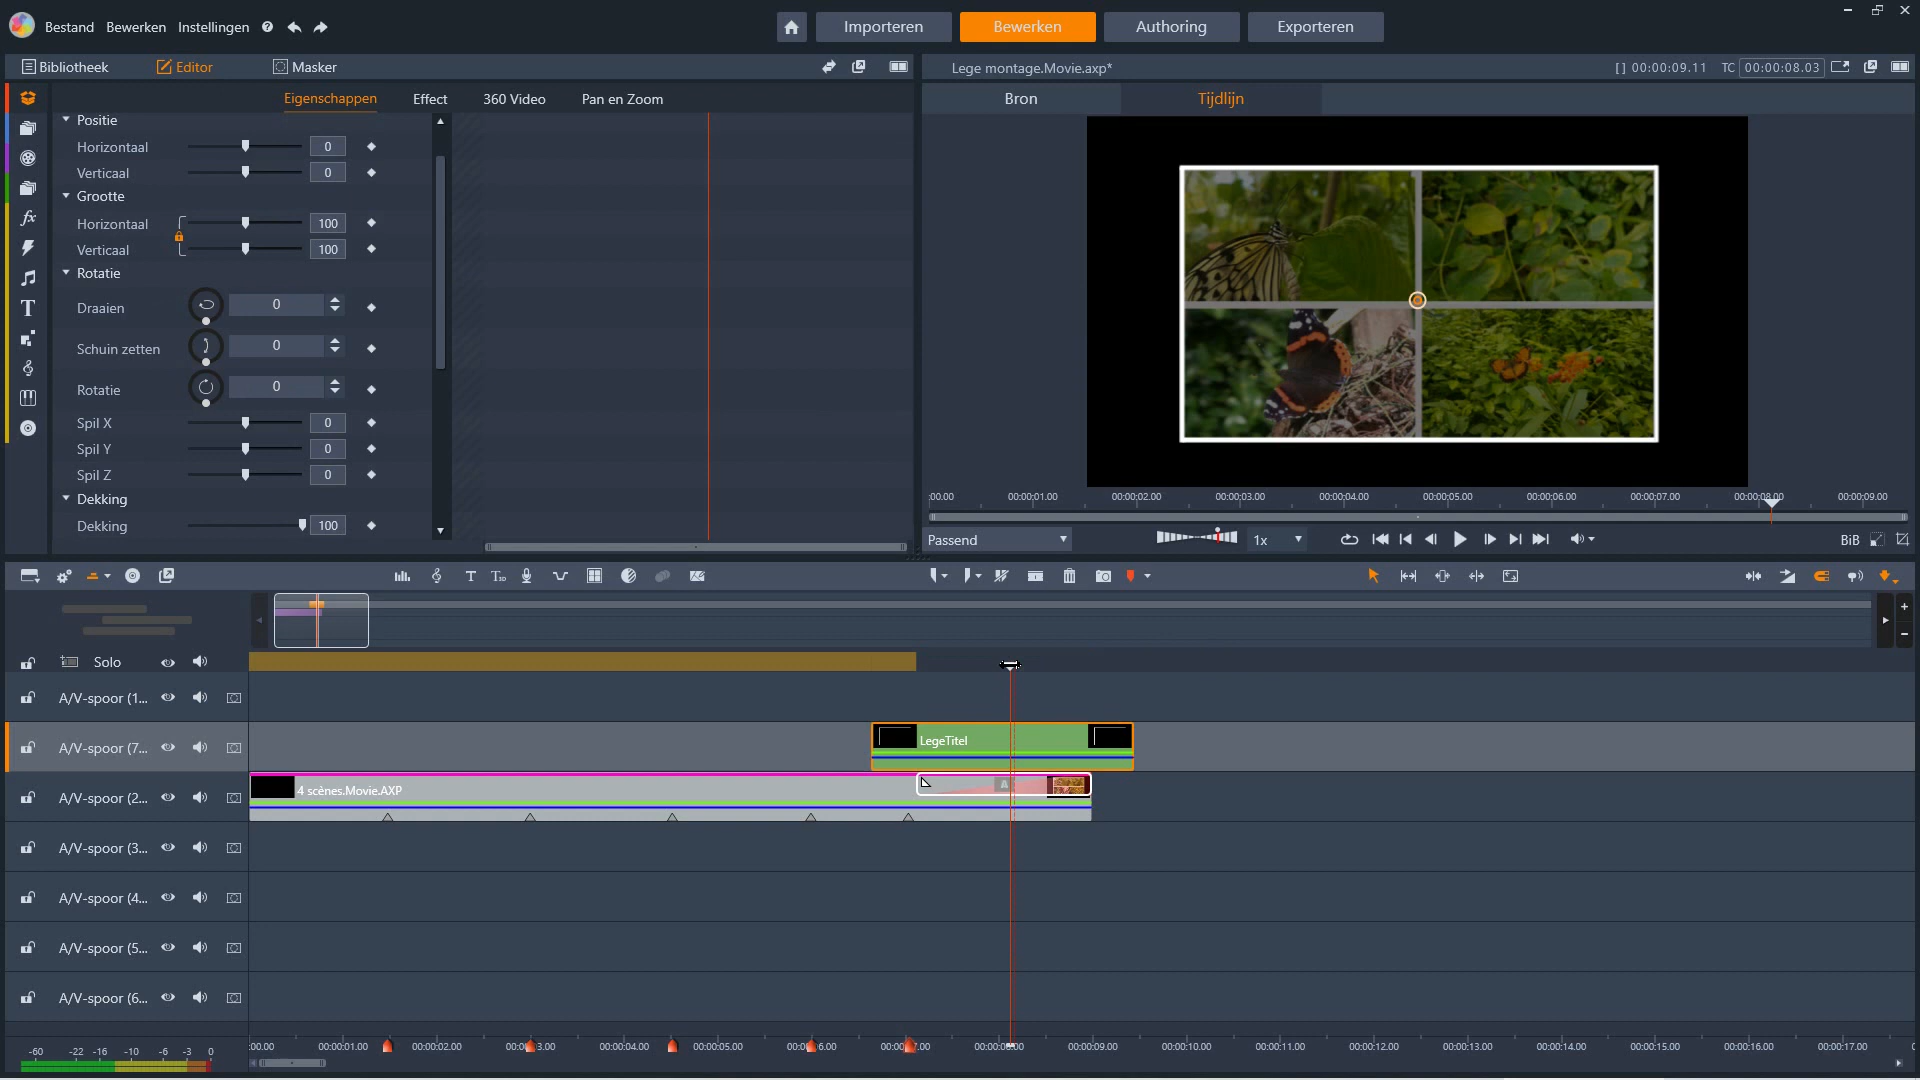 Bestand Bewerken Instellingen
Importeren Bewerken Authoring Exporteren
Bibliotheek Editor Masker
Lege montage.Movie.axp* [] 00:00:09.11 TC 00:00:08.03
Eigenschappen Effect 360 Video Pan en Zoom
Bron Tijdlijn
Positie
Horizontaal 0
Verticaal 0
Grootte
Horizontaal 100
Verticaal 100
Rotatie
Draaien 0
Schuin zetten 0
Rotatie 0
Spil X 0
Spil Y 0
Spil Z 0
Dekking
Dekking 100
:00.00 00:00:01.00 00:00:02.00 00:00:03.00 00:00:04.00 00:00:05.00 00:00:06.00 00:00:07.00 00:00:08.00 00:00:09.00
Passend 1x BiB
Solo
A/V-spoor (1...
A/V-spoor (7... LegeTitel
A/V-spoor (2... 4 scènes.Movie.AXP A
A/V-spoor (3...
A/V-spoor (4...
A/V-spoor (5...
A/V-spoor (6...
-60 -22 -16 -10 -6 -3 0
:00.00 00:00:01.00 00:00:02.00 00:00:04.00 00:00:05.00 00:00:09.00 00:00:10.00 00:00:11.00 00:00:12.00 00:00:13.00 00:00:14.00 00:00:15.00 00:00:16.00 00:00:17.00